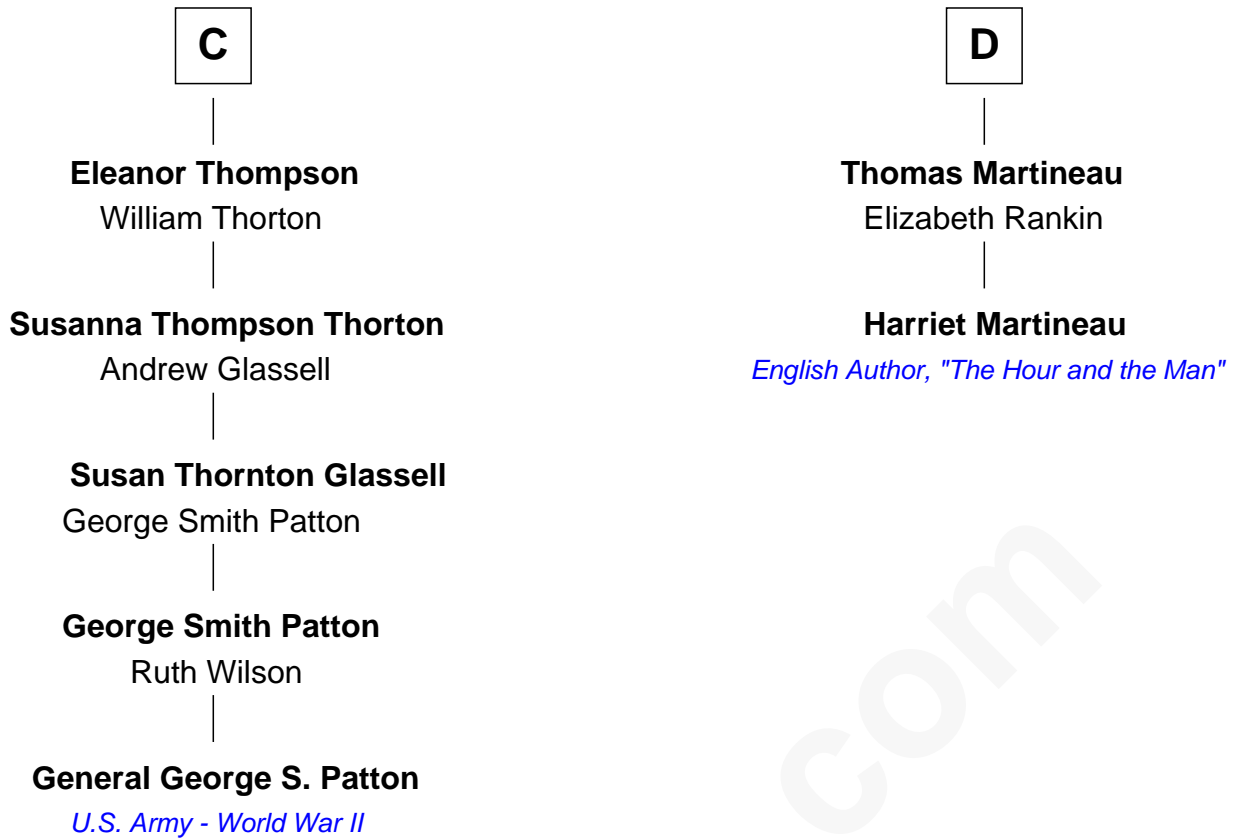 C
Eleanor Thompson
William Thorton
Susanna Thompson Thorton
Andrew Glassell
Susan Thornton Glassell
George Smith Patton
George Smith Patton
Ruth Wilson
General George S. Patton
U.S. Army - World War II
D
Thomas Martineau
Elizabeth Rankin
Harriet Martineau
English Author, "The Hour and the Man"
com